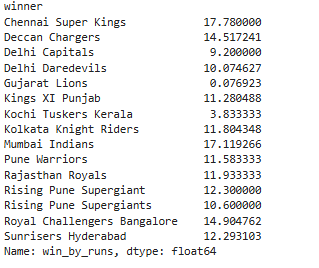 winner
Chennai Super Kings 17.780000
Deccan Chargers 14.517241
Delhi Capitals 9.200000
Delhi Daredevils 10.074627
Gujarat Lions 0.076923
Kings XI Punjab 11.280488
Kochi Tuskers Kerala 3.833333
Kolkata Knight Riders 11.804348
Mumbai Indians 17.119266
Pune Warriors 11.583333
Rajasthan Royals 11.933333
Rising Pune Supergiant 12.300000
Rising Pune Supergiants 10.600000
Royal Challengers Bangalore 14.904762
Sunrisers Hyderabad 12.293103
Name: win_by_runs, dtype: float64